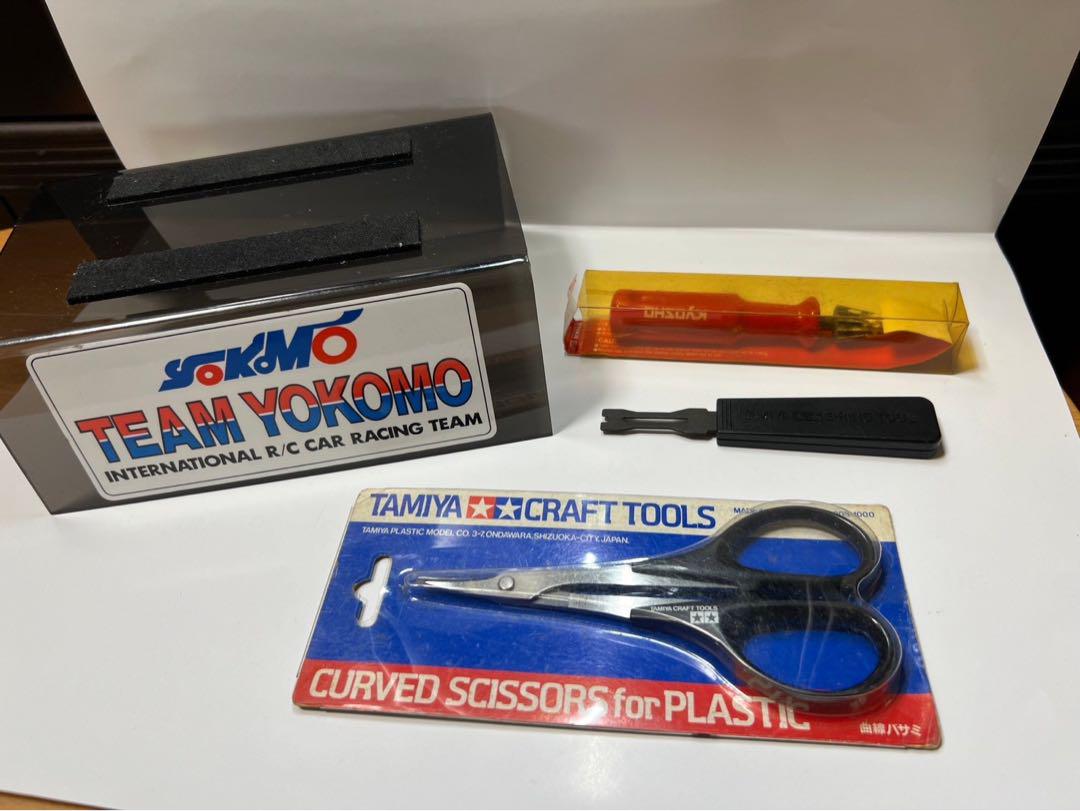 YOKOMO
TEAM YOKOMO
INTERNATIONAL R/C CAR RACING TEAM
KYOSHO
TAMIYA CRAFT TOOLS
TAMIYA PLASTIC MODEL CO. 3-7, ONDAWARA, SHIZUOKA-CITY, JAPAN.
TAMIYA CRAFT TOOLS
CURVED SCISSORS for PLASTIC
曲線バサミ